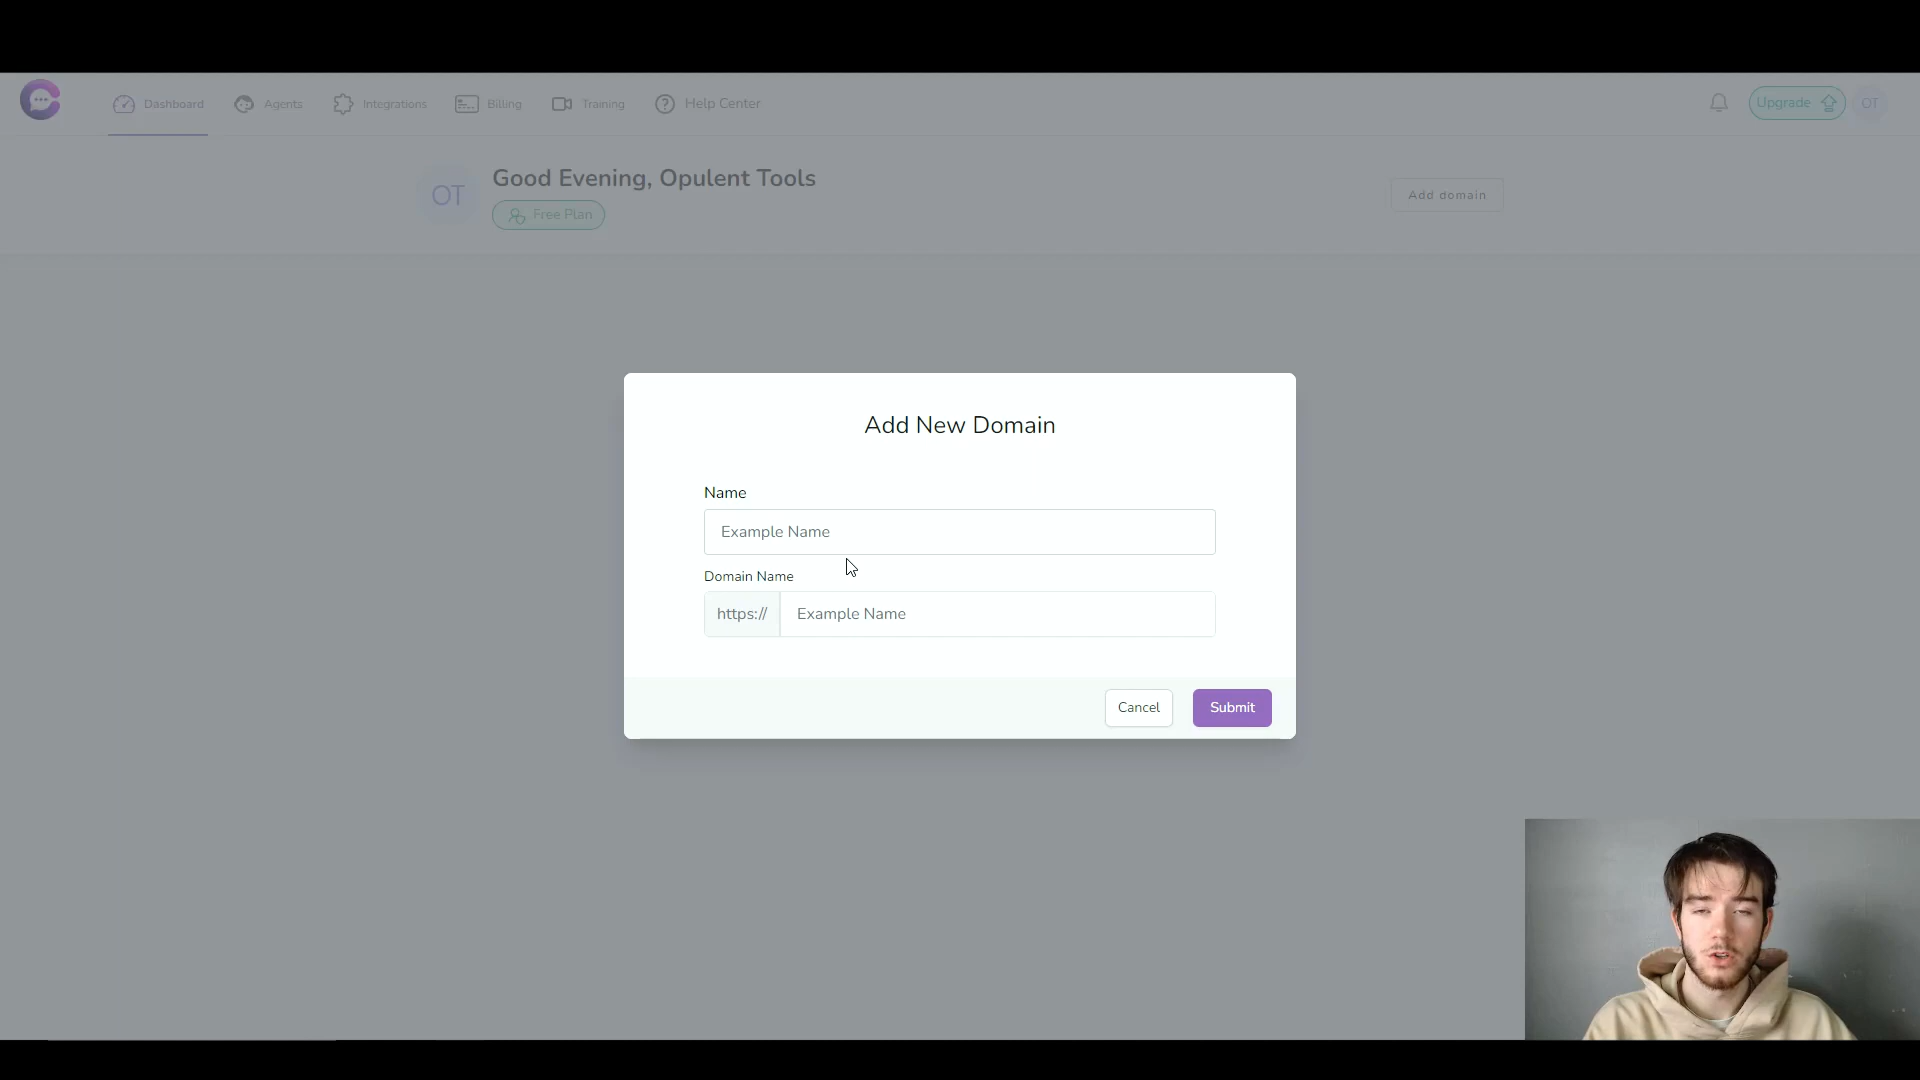 Dashboard
Agents
Integrations
Billing
Training
Help Center
Upgrade
OT
OT
Good Evening, Opulent Tools
Free Plan
Add domain
Add New Domain
Name
Example Name
Domain Name
https://
Example Name
Cancel
Submit